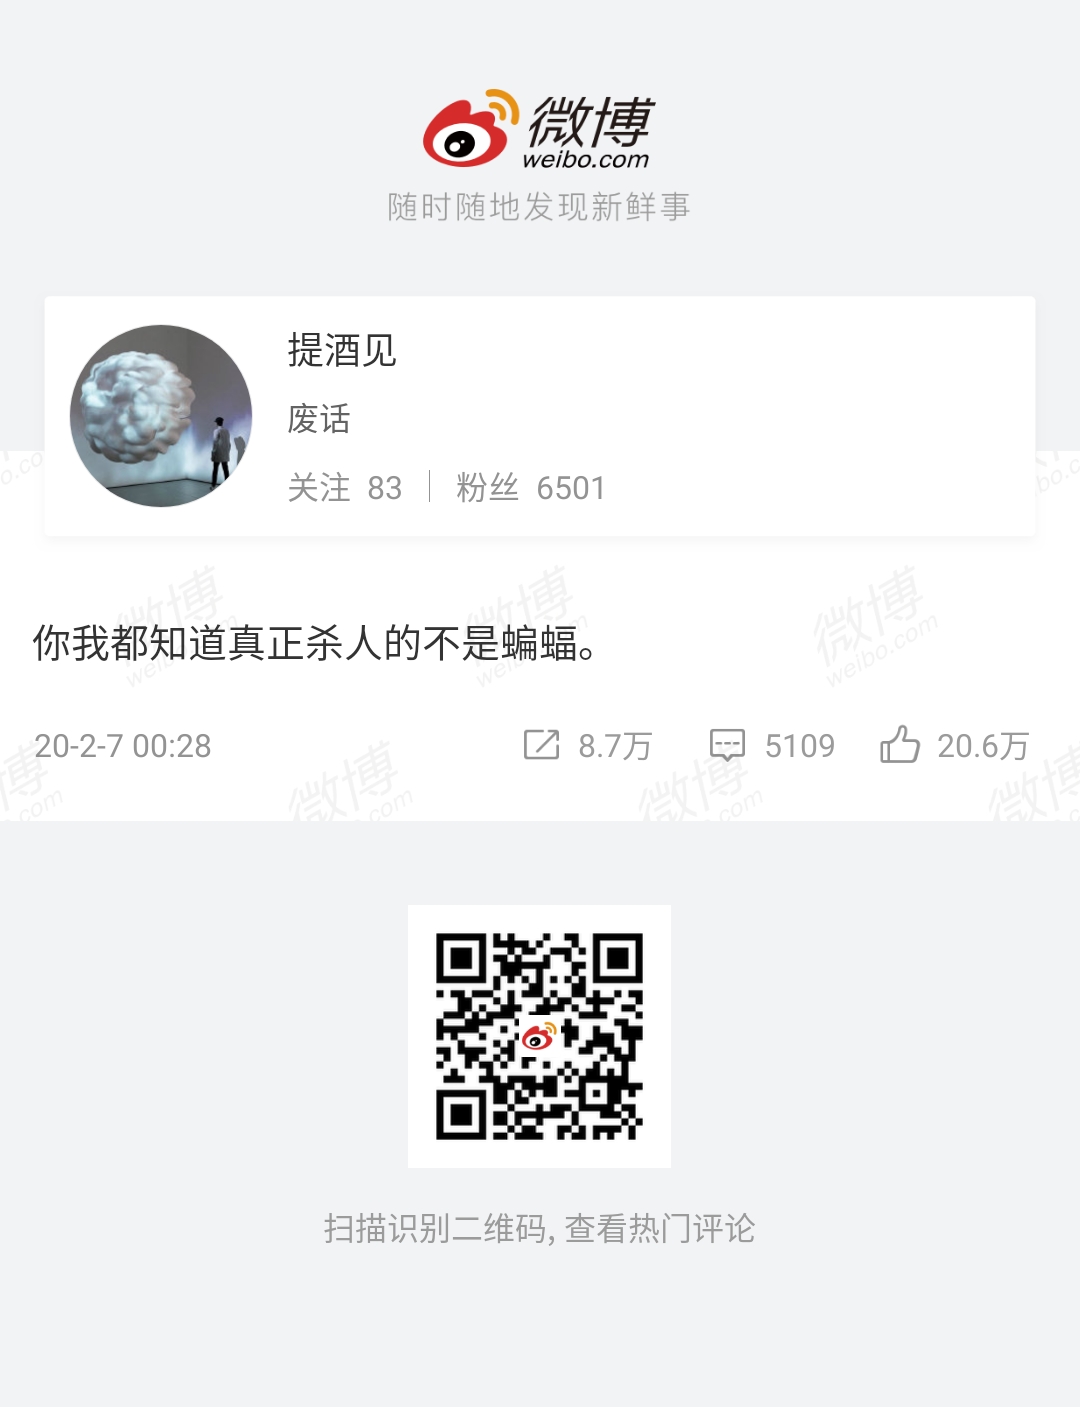 微博
weibo.com
随时随地发现新鲜事
提酒见
废话
关注 83 粉丝 6501
你我都知道真正杀人的不是蝙蝠。
20-2-7 00:28 8.7万 5109 20.6万
扫描识别二维码, 查看热门评论